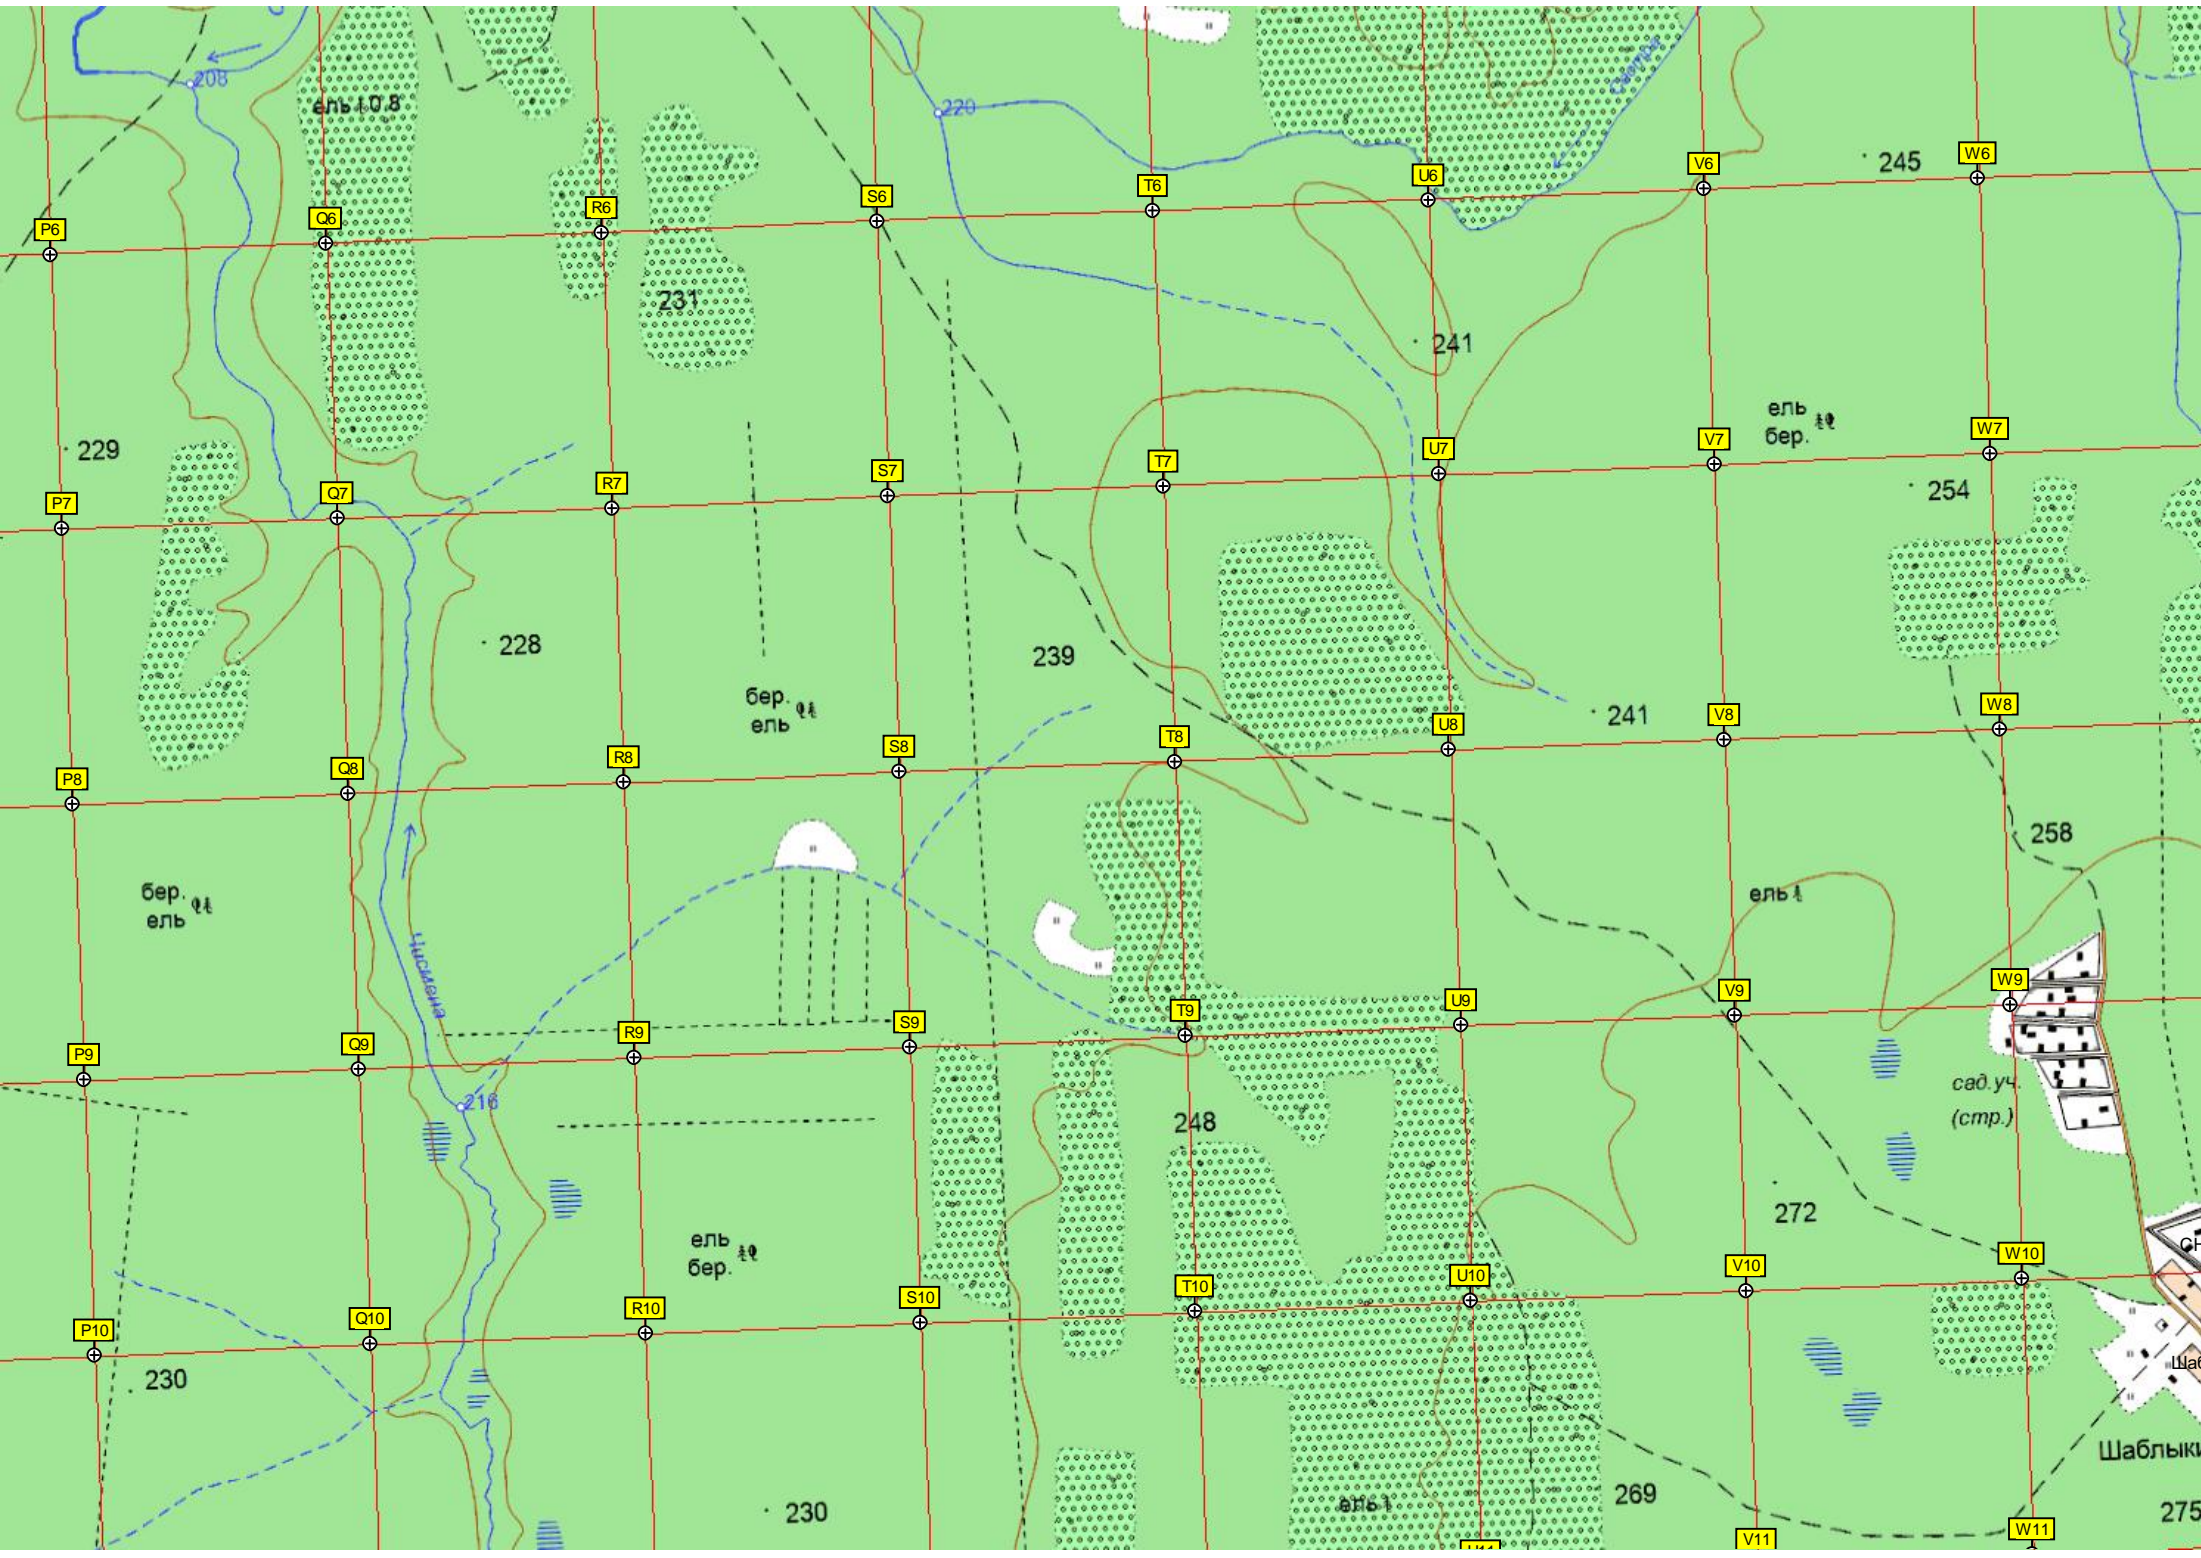 208
ель 0.8
220
Сестра
245
W6
V6
U6
T6
S6
R6
Q6
P6
231
241
ель
бер.
229
W7
V7
U7
T7
S7
R7
Q7
P7
254
228
239
бер.
ель
241
W8
V8
U8
T8
S8
R8
Q8
P8
258
бер.
ель
ель
Чисмена
W9
V9
U9
T9
S9
R9
Q9
P9
сад.уч.
(стр.)
216
248
272
ель
бер.
W10
V10
U10
T10
S10
R10
Q10
P10
230
Шаблыки
ель
269
230
275
W11
V11
U11